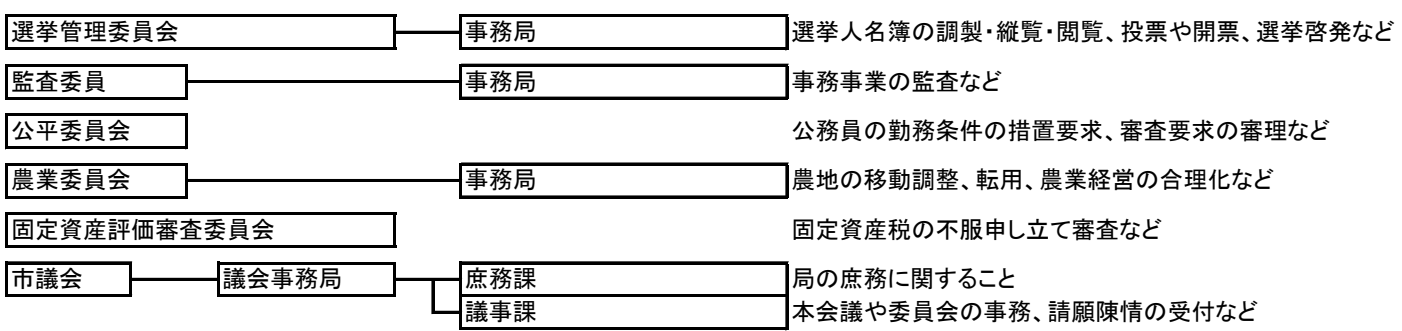 選挙管理委員会 事務局 選挙人名簿の調製・縦覧・閲覧、投票や開票、選挙啓発など
監査委員 事務局 事務事業の監査など
公平委員会 公務員の勤務条件の措置要求、審査要求の審理など
農業委員会 事務局 農地の移動調整、転用、農業経営の合理化など
固定資産評価審査委員会 固定資産税の不服申し立て審査など
市議会 議会事務局 庶務課 局の庶務に関すること
議事課 本会議や委員会の事務、請願陳情の受付など